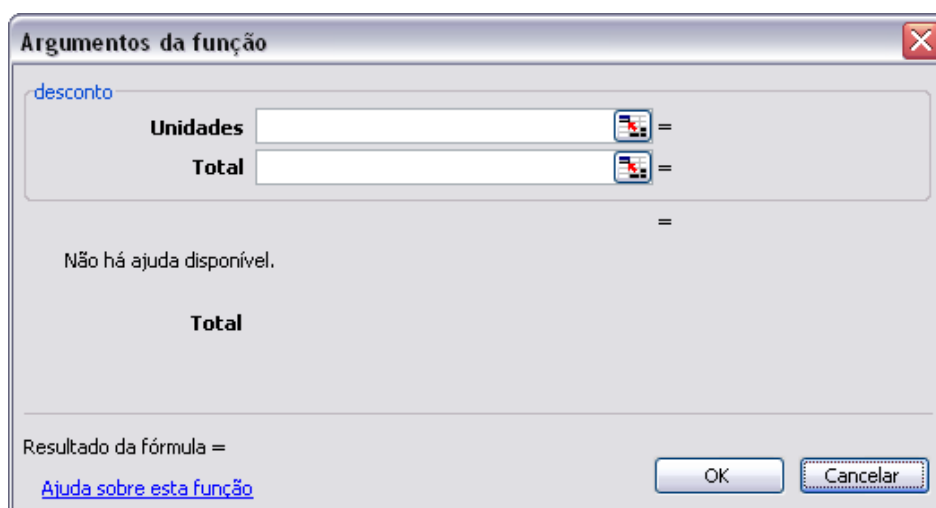 Argumentos da função
desconto
Unidades =
Total =
=
Não há ajuda disponível.
Total
Resultado da fórmula =
Ajuda sobre esta função
OK
Cancelar